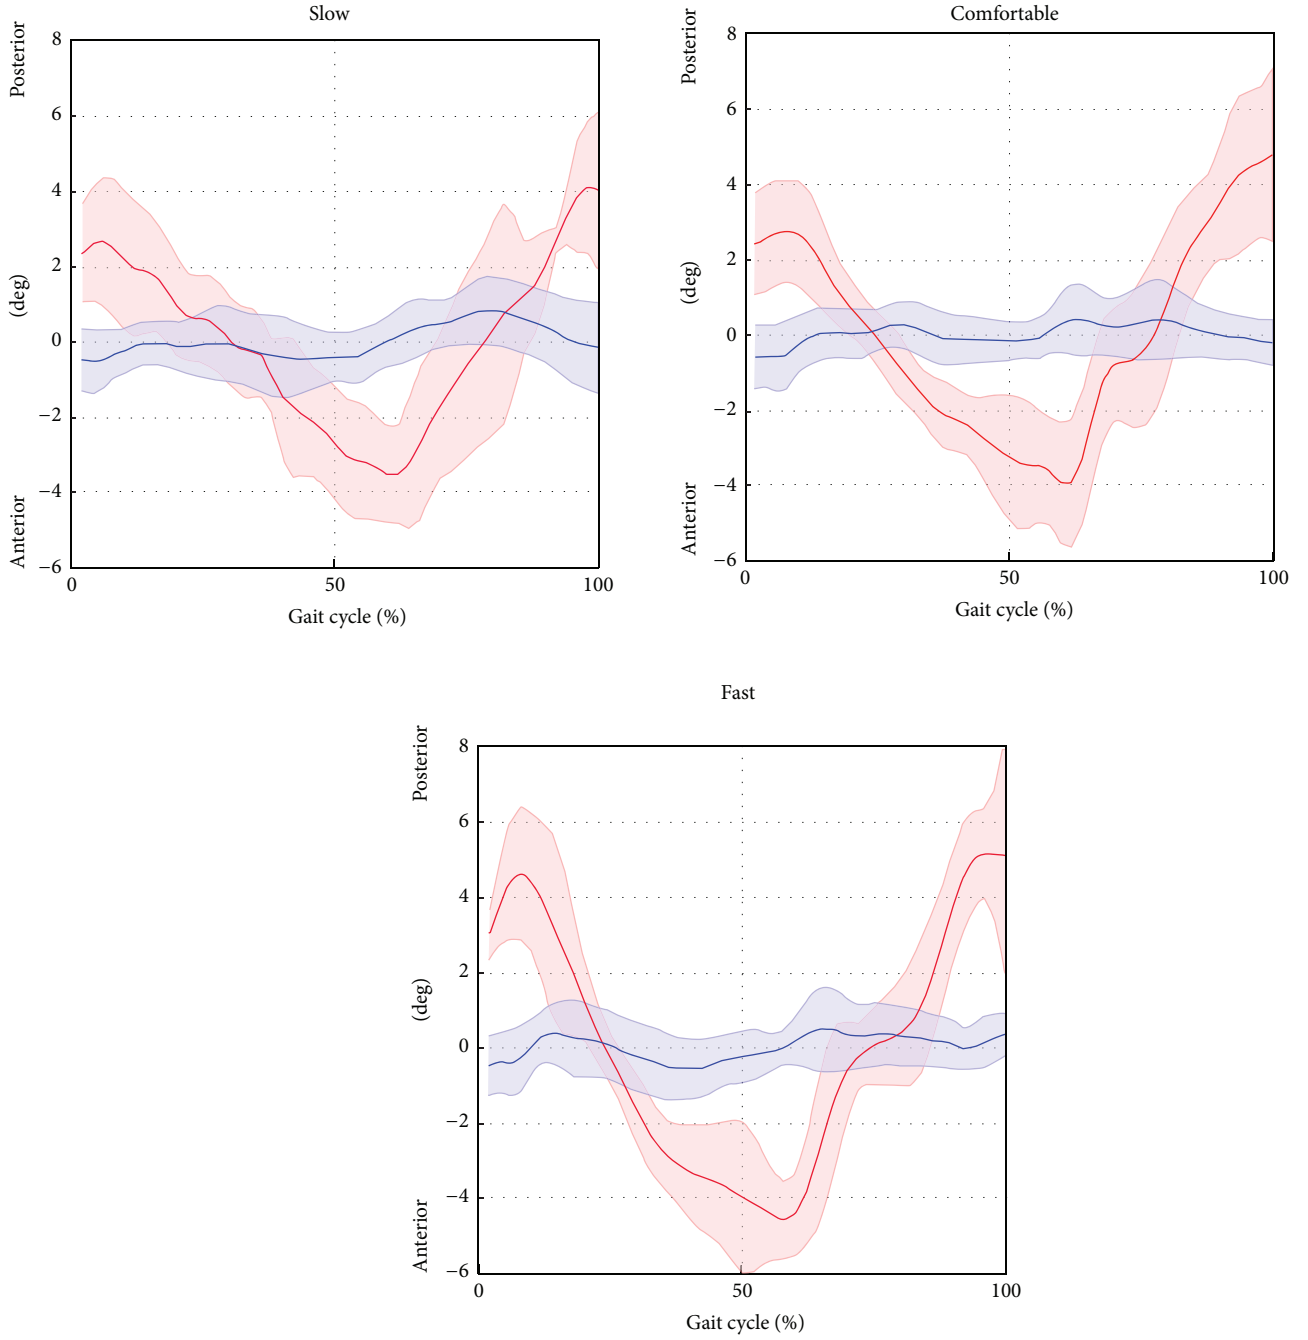 Slow
Posterior
(deg)
Anterior
8
6
4
2
0
−2
−4
−6
0
50
100
Gait cycle (%)
Comfortable
Posterior
(deg)
Anterior
8
6
4
2
0
−2
−4
−6
0
50
100
Gait cycle (%)
Fast
Posterior
(deg)
Anterior
8
6
4
2
0
−2
−4
−6
0
50
100
Gait cycle (%)